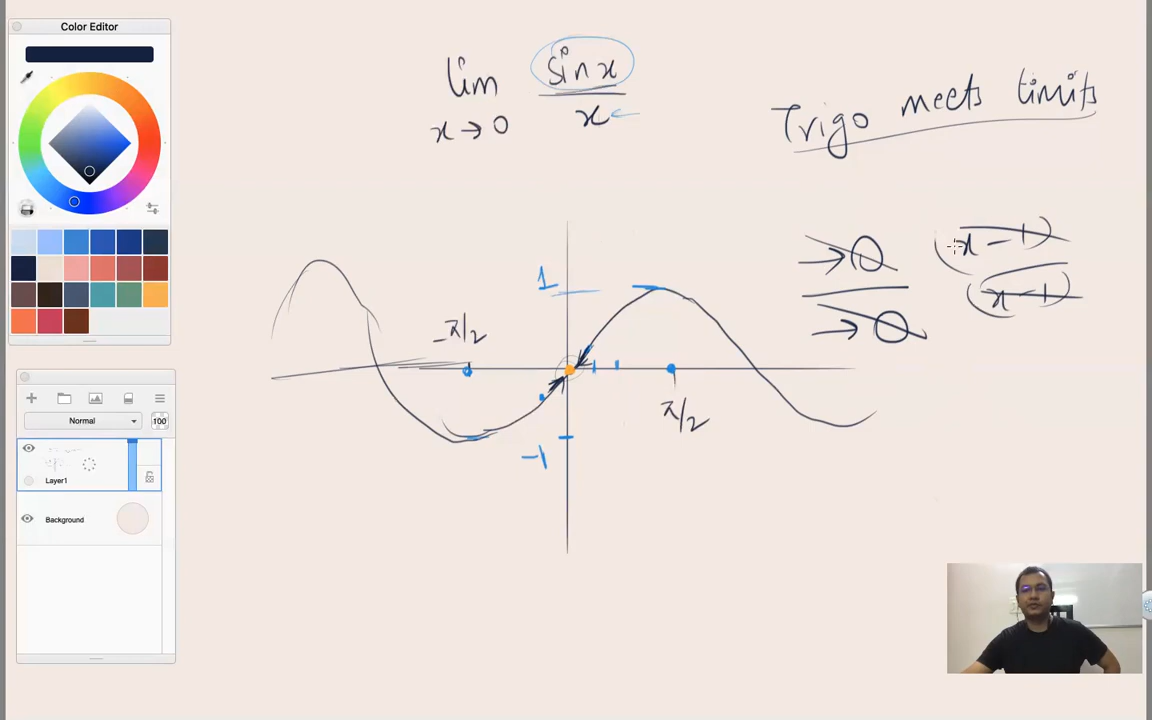 Color Editor
lim sin x / x
x → 0
Trigo meets limits
→ 0 (x - 1)
→ 0 (x - 1)
1
-π/2
π/2
-1
Normal 100
Layer1
Background